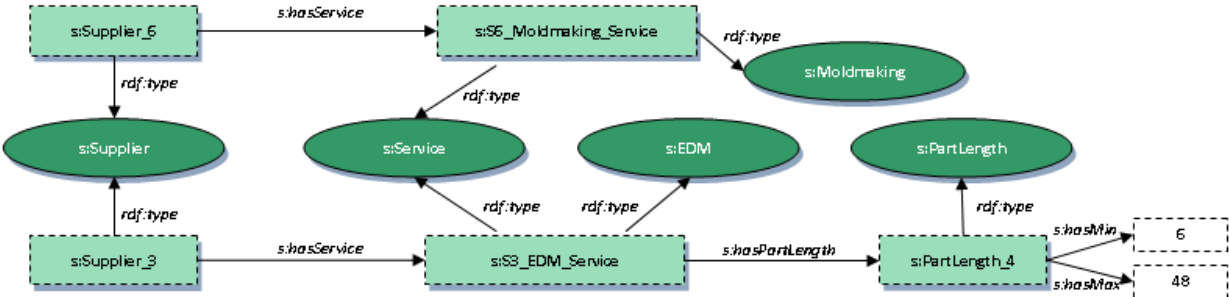 s:Supplier_6
s:hasService
s:S6_Moldmaking_Service
rdf:type
s:Moldmaking
rdf:type
rdf:type
s:Supplier
s:Service
s:EDM
s:PartLength
rdf:type
rdf:type
rdf:type
rdf:type
s:Supplier_3
s:hasService
s:S3_EDM_Service
s:hasPartLength
s:PartLength_4
s:hasMin
6
s:hasMax
48